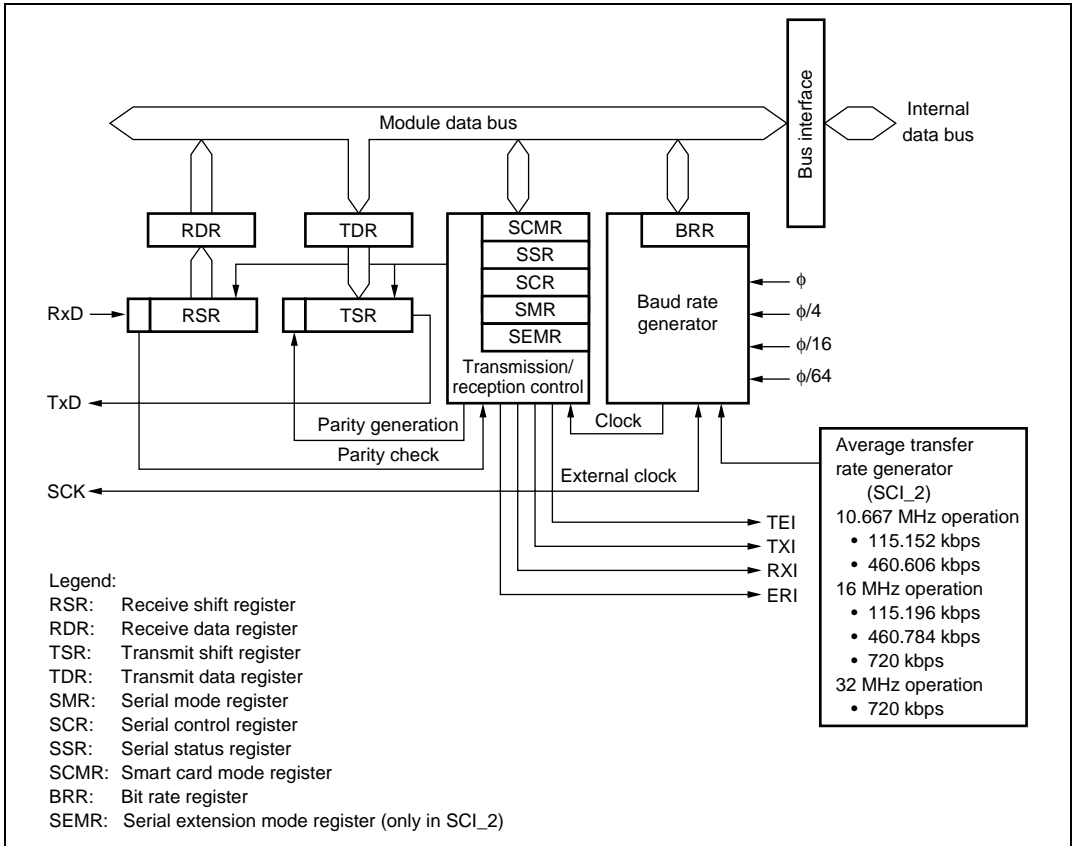 Module data bus
Bus interface
Internal
data bus
RDR
TDR
SCMR
SSR
SCR
SMR
SEMR
Transmission/
reception control
BRR
Baud rate
generator
φ
φ/4
φ/16
φ/64
RxD
RSR
TSR
TxD
Parity generation
Parity check
Clock
SCK
External clock
TEI
TXI
RXI
ERI
Average transfer
rate generator
(SCI_2)
10.667 MHz operation
• 115.152 kbps
• 460.606 kbps
16 MHz operation
• 115.196 kbps
• 460.784 kbps
• 720 kbps
32 MHz operation
• 720 kbps
Legend:
RSR: Receive shift register
RDR: Receive data register
TSR: Transmit shift register
TDR: Transmit data register
SMR: Serial mode register
SCR: Serial control register
SSR: Serial status register
SCMR: Smart card mode register
BRR: Bit rate register
SEMR: Serial extension mode register (only in SCI_2)